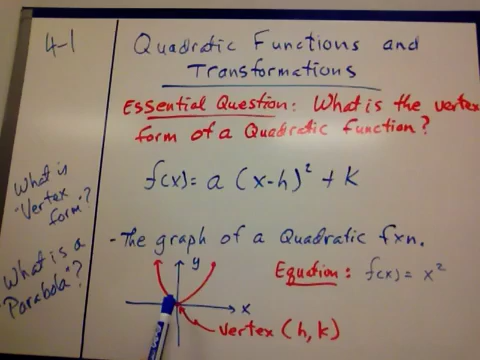 4-1
Quadratic Functions and
Transformations
Essential Question: What is the vertex
form of a Quadratic Function?
f(x)= a (x-h)² + K
What is
"Vertex
form"?
- The graph of a Quadratic fxn.
What is a
"Parabola"?
y
x
Equation: f(x) = x²
vertex (h, k)